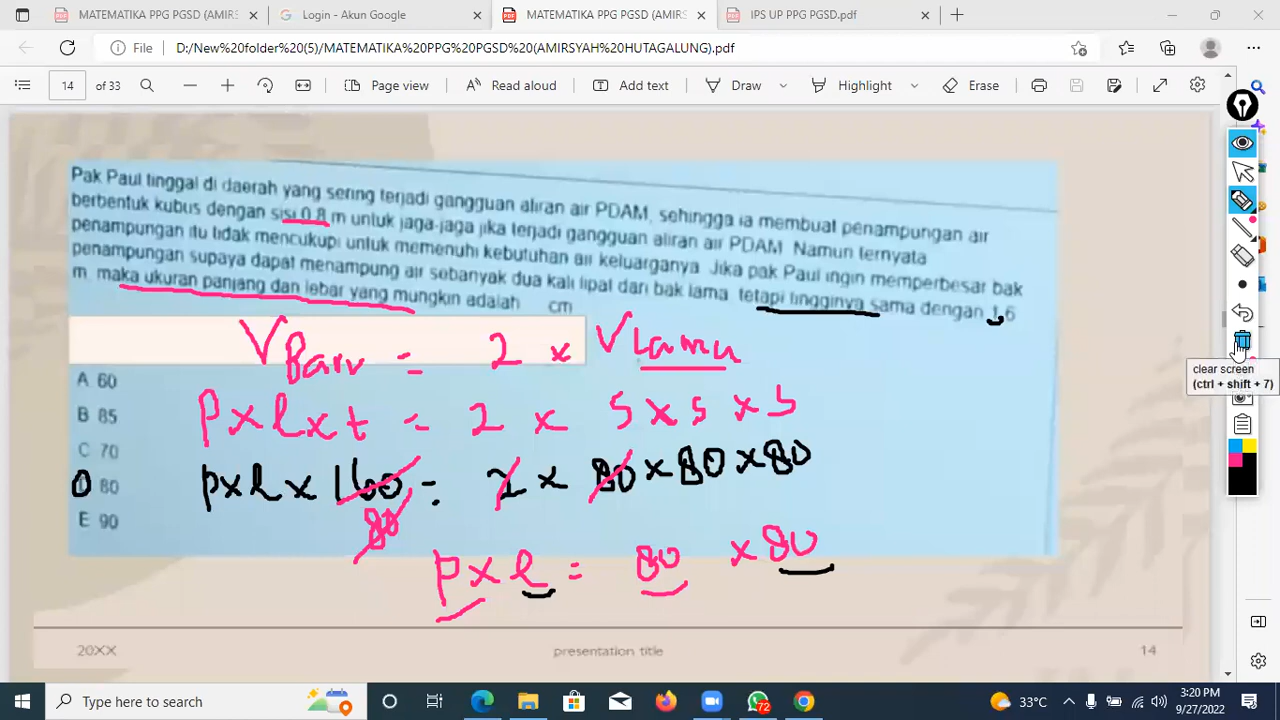 MATEMATIKA PPG PGSD (AMIRSYA
Login - Akun Google
MATEMATIKA PPG PGSD (AMIRS
IPS UP PPG PGSD.pdf
File
D:/New%20folder%20(5)/MATEMATIKA%20PPG%20PGSD%20(AMIRSYAH%20HUTAGALUNG).pdf
14 of 33
Page view
Read aloud
Add text
Draw
Highlight
Erase
Pak Paul tinggal di daerah yang sering terjadi gangguan aliran air PDAM, sehingga ia membuat penampungan air
berbentuk kubus dengan sisi 0,8 m untuk jaga-jaga jika terjadi gangguan aliran air PDAM. Namun ternyata
penampungan itu tidak mencukupi untuk memenuhi kebutuhan air keluarganya. Jika pak Paul ingin memperbesar bak
penampungan supaya dapat menampung air sebanyak dua kali lipat dari bak lama tetapi tingginya sama dengan 1,6
m maka ukuran panjang dan lebar yang mungkin adalah cm
V Baru = 2 x V Lama
A. 60
P x l x t = 2 x S x S x S
B 85
C 70
D 80
p x l x 160 = 2 x 80 x 80 x 80
80
E 90
p x l = 80 x 80
clear screen
(ctrl + shift + 7)
20XX
presentation title
14
Type here to search
72
33°C
3:20 PM
9/27/2022